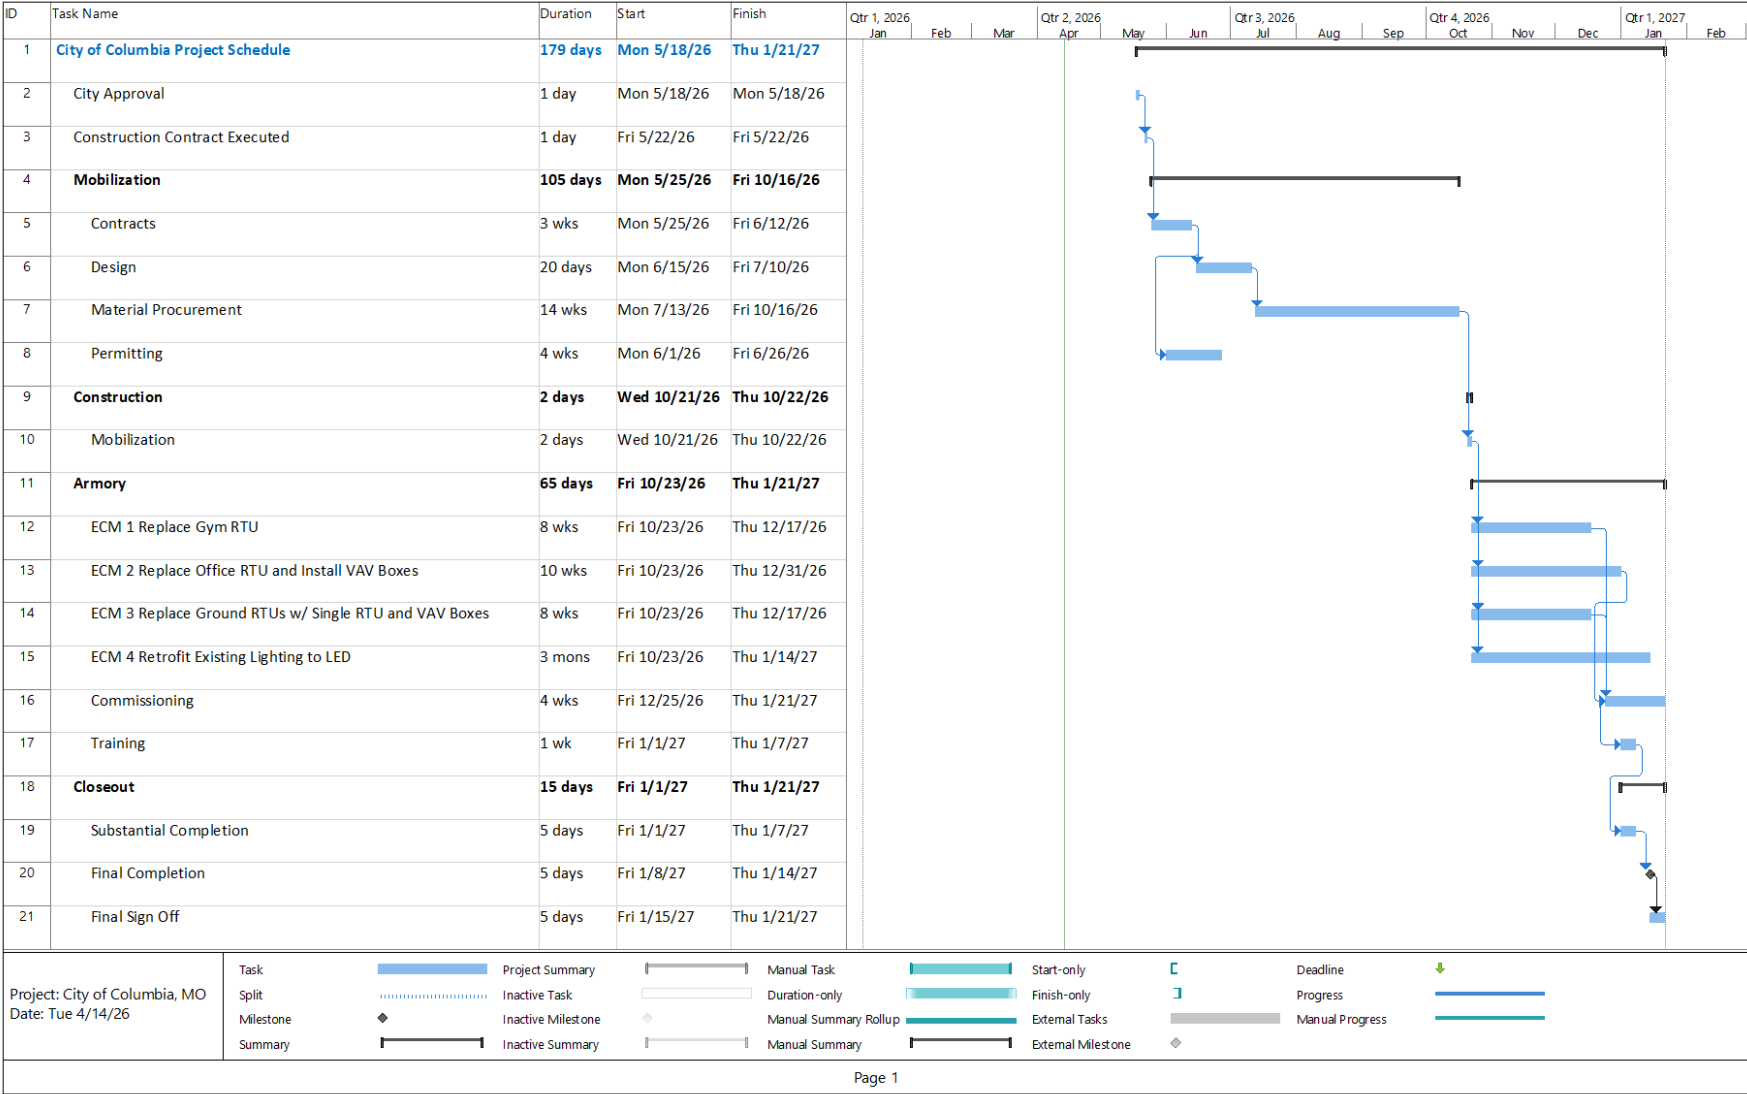 ID Task Name Duration Start Finish
Qtr 1, 2026 Qtr 2, 2026 Qtr 3, 2026 Qtr 4, 2026 Qtr 1, 2027
Jan Feb Mar Apr May Jun Jul Aug Sep Oct Nov Dec Jan Feb
1 City of Columbia Project Schedule 179 days Mon 5/18/26 Thu 1/21/27
2 City Approval 1 day Mon 5/18/26 Mon 5/18/26
3 Construction Contract Executed 1 day Fri 5/22/26 Fri 5/22/26
4 Mobilization 105 days Mon 5/25/26 Fri 10/16/26
5 Contracts 3 wks Mon 5/25/26 Fri 6/12/26
6 Design 20 days Mon 6/15/26 Fri 7/10/26
7 Material Procurement 14 wks Mon 7/13/26 Fri 10/16/26
8 Permitting 4 wks Mon 6/1/26 Fri 6/26/26
9 Construction 2 days Wed 10/21/26 Thu 10/22/26
10 Mobilization 2 days Wed 10/21/26 Thu 10/22/26
11 Armory 65 days Fri 10/23/26 Thu 1/21/27
12 ECM 1 Replace Gym RTU 8 wks Fri 10/23/26 Thu 12/17/26
13 ECM 2 Replace Office RTU and Install VAV Boxes 10 wks Fri 10/23/26 Thu 12/31/26
14 ECM 3 Replace Ground RTUs w/ Single RTU and VAV Boxes 8 wks Fri 10/23/26 Thu 12/17/26
15 ECM 4 Retrofit Existing Lighting to LED 3 mons Fri 10/23/26 Thu 1/14/27
16 Commissioning 4 wks Fri 12/25/26 Thu 1/21/27
17 Training 1 wk Fri 1/1/27 Thu 1/7/27
18 Closeout 15 days Fri 1/1/27 Thu 1/21/27
19 Substantial Completion 5 days Fri 1/1/27 Thu 1/7/27
20 Final Completion 5 days Fri 1/8/27 Thu 1/14/27
21 Final Sign Off 5 days Fri 1/15/27 Thu 1/21/27
Project: City of Columbia, MO
Date: Tue 4/14/26
Task Project Summary Manual Task Start-only Deadline
Split Inactive Task Duration-only Finish-only Progress
Milestone Inactive Milestone Manual Summary Rollup External Tasks Manual Progress
Summary Inactive Summary Manual Summary External Milestone
Page 1